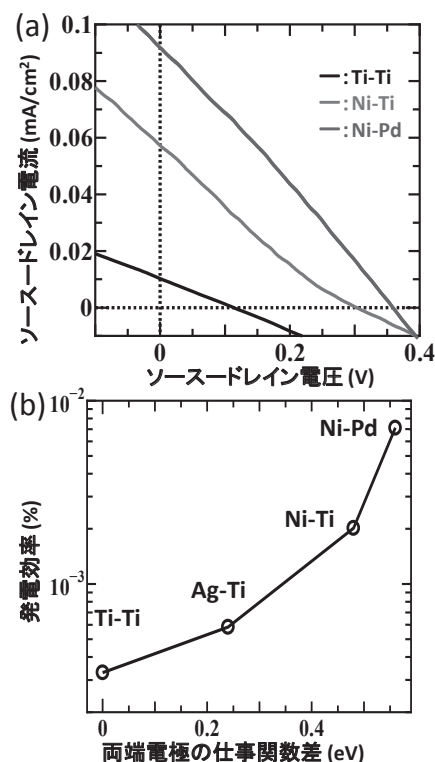 (a)
0.1
0.08
0.06
0.04
0.02
0
ソースードレイン電流 (mA/cm²)
:Ti-Ti
:Ni-Ti
:Ni-Pd
0 0.2 0.4
ソースードレイン電圧 (V)
(b)
10⁻²
10⁻³
発電効率 (%)
Ni-Pd
Ni-Ti
Ag-Ti
Ti-Ti
0 0.2 0.4
両端電極の仕事関数差 (eV)